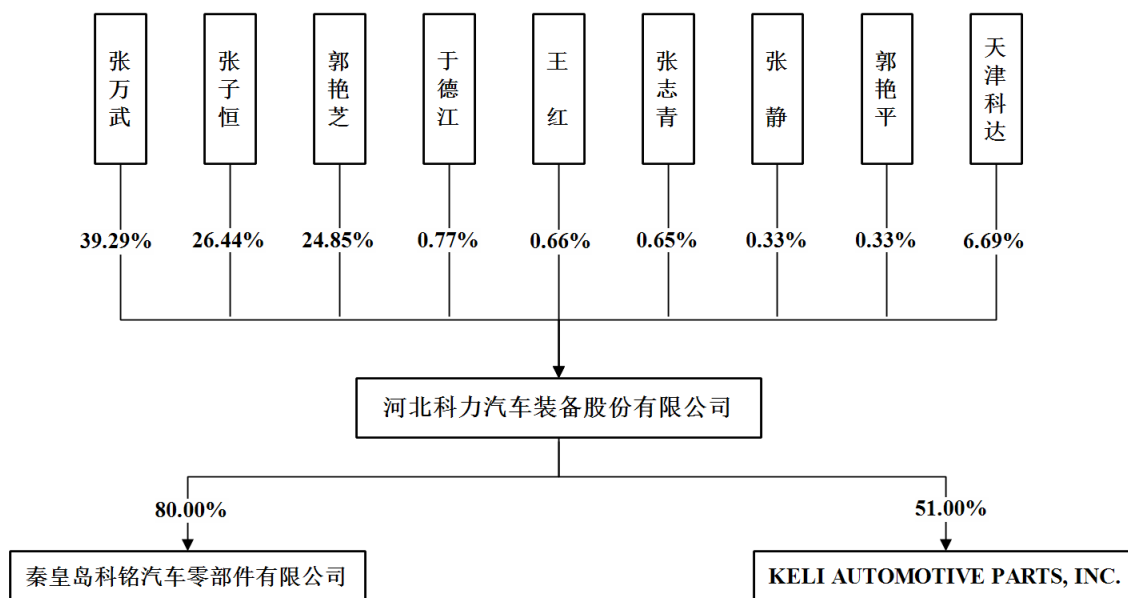 张万武
张子恒
郭艳芝
于德江
王 红
张志青
张 静
郭艳平
天津科达
39.29%
26.44%
24.85%
0.77%
0.66%
0.65%
0.33%
0.33%
6.69%
河北科力汽车装备股份有限公司
80.00%
51.00%
秦皇岛科铭汽车零部件有限公司
KELI AUTOMOTIVE PARTS, INC.